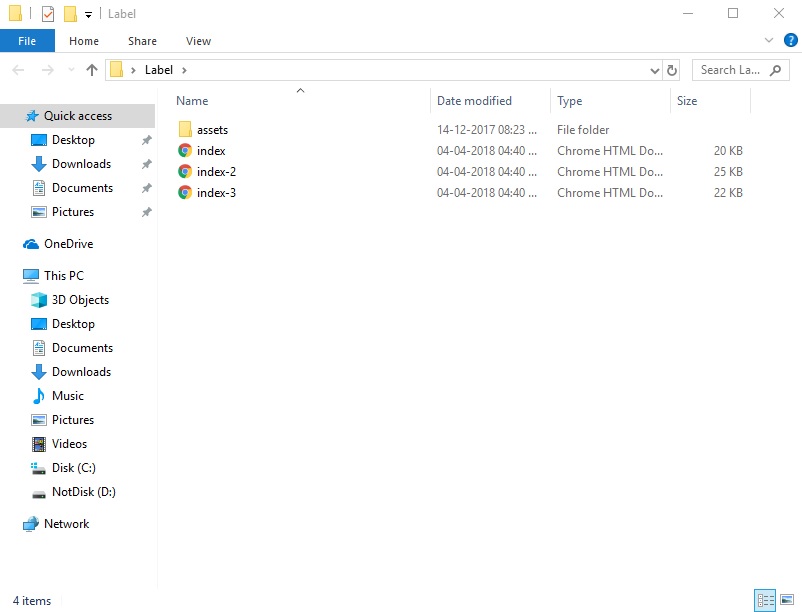 Label
File Home Share View
Label
Search La...
Name Date modified Type Size
assets 14-12-2017 08:23 ... File folder
index 04-04-2018 04:40 ... Chrome HTML Do... 20 KB
index-2 04-04-2018 04:40 ... Chrome HTML Do... 25 KB
index-3 04-04-2018 04:40 ... Chrome HTML Do... 22 KB
Quick access
Desktop
Downloads
Documents
Pictures
OneDrive
This PC
3D Objects
Desktop
Documents
Downloads
Music
Pictures
Videos
Disk (C:)
NotDisk (D:)
Network
4 items